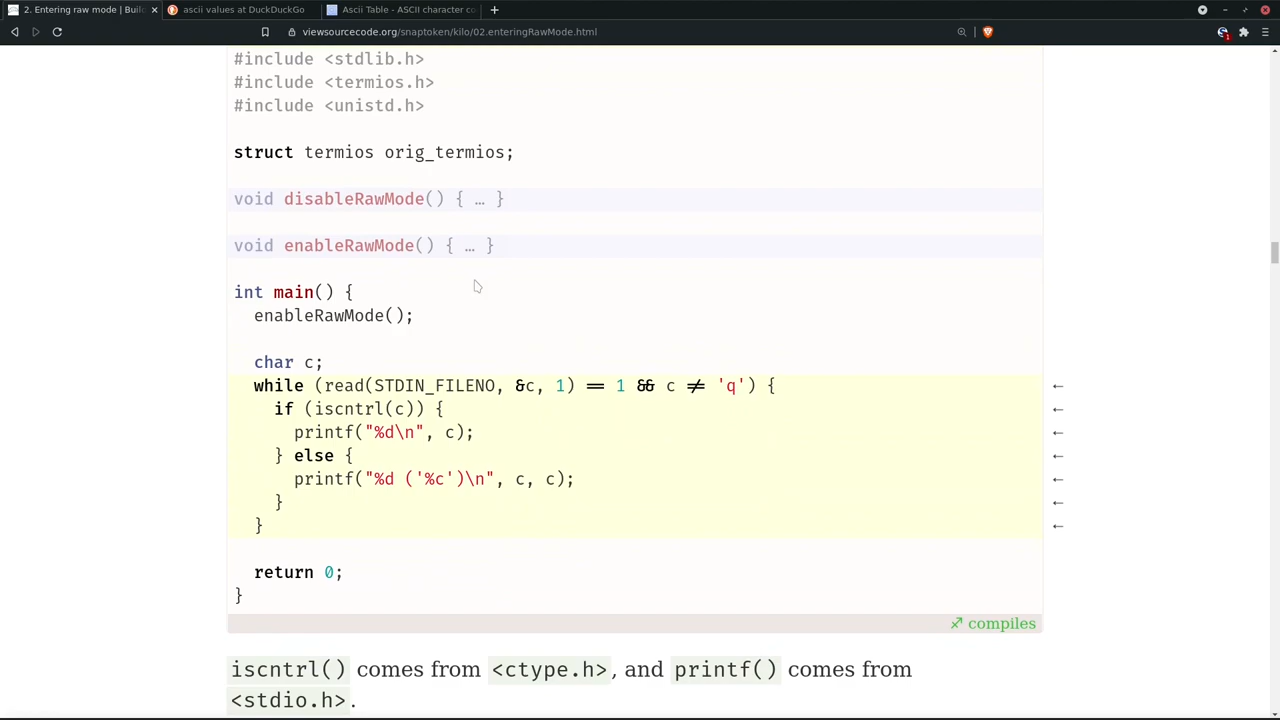 2. Entering raw mode | Buil
ascii values at DuckDuckGo
Ascii Table - ASCII character co
viewsourcecode.org/snaptoken/kilo/02.enteringRawMode.html
#include <stdlib.h>
#include <termios.h>
#include <unistd.h>
struct termios orig_termios;
void disableRawMode() { … }
void enableRawMode() { … }
int main() {
enableRawMode();
char c;
while (read(STDIN_FILENO, &c, 1) == 1 && c != 'q') {
if (iscntrl(c)) {
printf("%d\n", c);
} else {
printf("%d ('%c')\n", c, c);
}
}
return 0;
}
♐ compiles
iscntrl() comes from <ctype.h>, and printf() comes from
<stdio.h>.